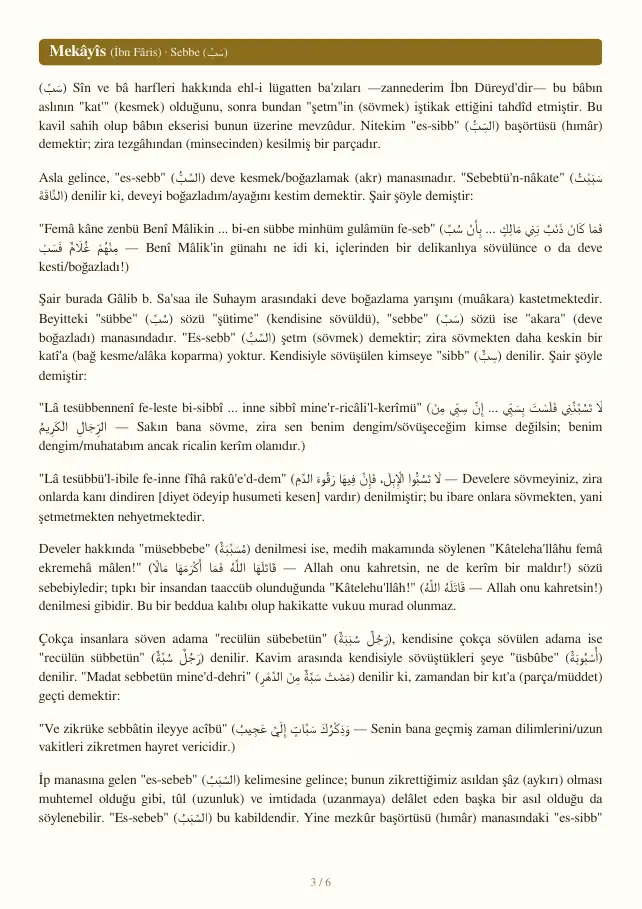 Mekâyîs (İbn Fâris) · Sebbe (سَبَّ)
(سَبَّ) Sîn ve bâ harfleri hakkında ehl-i lügatten ba'zıları —zannederim İbn Düreyd'dir— bu bâbın
aslının "kat'" (kesmek) olduğunu, sonra bundan "şetm"in (sövmek) iştikak ettiğini tahdîd etmiştir. Bu
kavil sahih olup bâbın ekserisi bunun üzerine mevzûdur. Nitekim "es-sibb" (السِّبُّ) başörtüsü (hımâr)
demektir; zira tezgâhından (minsecinden) kesilmiş bir parçadır.
Asla gelince, "es-sebb" (السَّبُّ) deve kesmek/boğazlamak (akr) manasınadır. "Sebebtü'n-nâkate" (سَبَبْتُ
النَّاقَةَ) denilir ki, deveyi boğazladım/ayağını kestim demektir. Şair şöyle demiştir:
"Femâ kâne zenbü Benî Mâlikin ... bi-en sübbe minhüm gulâmün fe-seb" (فَمَا كَانَ ذَنْبُ بَنِي مَالِكٍ ... بِأَنْ سُبَّ
مِنْهُمْ غُلَامٌ فَسَبْ — Benî Mâlik'in günahı ne idi ki, içlerinden bir delikanlıya sövülünce o da deve
kesti/boğazladı!)
Şair burada Gâlib b. Sa'saa ile Suhaym arasındaki deve boğazlama yarışını (muâkara) kastetmektedir.
Beyitteki "sübbe" (سُبَّ) sözü "şütime" (kendisine sövüldü), "sebbe" (سَبَّ) sözü ise "akara" (deve
boğazladı) manasınadır. "Es-sebb" (السَّبُّ) şetm (sövmek) demektir; zira sövmekten daha keskin bir
katî'a (bağ kesme/alâka koparma) yoktur. Kendisiyle sövüşülen kimseye "sibb" (سِبٌّ) denilir. Şair şöyle
demiştir:
"Lâ tesübbennenî fe-leste bi-sibbî ... inne sibbî mine'r-ricâli'l-kerîmü" (لَا تَسُبَّنَّنِي فَلَسْتَ بِسَبِّي ... إِنَّ سِبِّي مِنْ
الرِّجَالِ الْكَرِيمُ — Sakın bana sövme, zira sen benim dengim/sövüşeceğim kimse değilsin; benim
dengim/muhatabım ancak ricalin kerîm olanıdır.)
"Lâ tesübbü'l-ibile fe-inne fîhâ rakû'e'd-dem" (لَا تَسُبُّوا الْإِبِلَ، فَإِنَّ فِيهَا رَقُوءَ الدَّمِ — Develere sövmeyiniz, zira
onlarda kanı dindiren [diyet ödeyip husumeti kesen] vardır) denilmiştir; bu ibare onlara sövmekten, yani
şetmetmekten nehyetmektedir.
Develer hakkında "müsebbebe" (مُسَبَّبَةٌ) denilmesi ise, medih makamında söylenen "Kâteleha'llâhu femâ
ekremehâ mâlen!" (قَاتَلَهَا اللَّهُ فَمَا أَكْرَمَهَا مَالًا — Allah onu kahretsin, ne de kerîm bir maldır!) sözü
sebebiyledir; tıpkı bir insandan taaccüb olunduğunda "Kâtelehu'llâh!" (قَاتَلَهُ اللَّهُ — Allah onu kahretsin!)
denilmesi gibidir. Bu bir beddua kalıbı olup hakikatte vukuu murad olunmaz.
Çokça insanlara söven adama "recülün sübebetün" (رَجُلٌ سُبَبَةٌ), kendisine çokça sövülen adama ise
"recülün sübbetün" (رَجُلٌ سُبَّةٌ) denilir. Kavim arasında kendisiyle sövüştükleri şeye "üsbûbe" (أُسْبُوبَةٌ)
denilir. "Madat sebbetün mine'd-dehri" (مَضَتْ سَبَّةٌ مِنَ الدَّهْرِ) denilir ki, zamandan bir kıt'a (parça/müddet)
geçti demektir:
"Ve zikrüke sebbâtin ileyye acîbü" (وَذِكْرُكَ سَبَّاتٍ إِلَيَّ عَجِيبُ — Senin bana geçmiş zaman dilimlerini/uzun
vakitleri zikretmen hayret vericidir.)
İp manasına gelen "es-sebeb" (السَّبَبُ) kelimesine gelince; bunun zikrettiğimiz asıldan şâz (aykırı) olması
muhtemel olduğu gibi, tûl (uzunluk) ve imtidada (uzanmaya) delâlet eden başka bir asıl olduğu da
söylenebilir. "Es-sebeb" (السَّبَبُ) bu kabildendir. Yine mezkûr başörtüsü (hımâr) manasındaki "es-sibb"
3 / 6